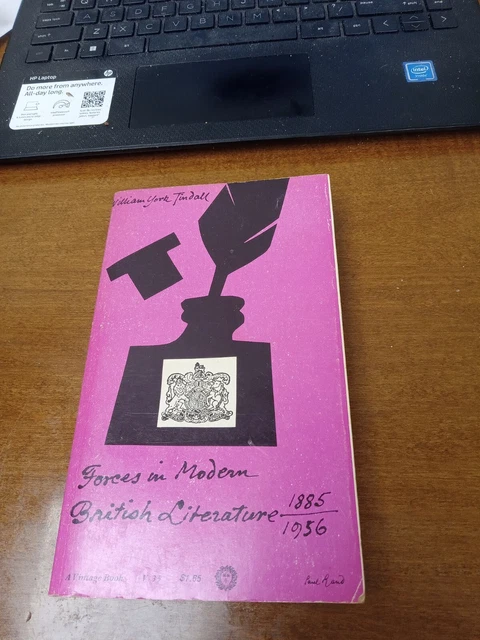 HP Laptop
Do more from anywhere.
All-day long.
intel
William York Tindall
Forces in Modern
British Literature 1885
1956
A Vintage Book
Paul Rand